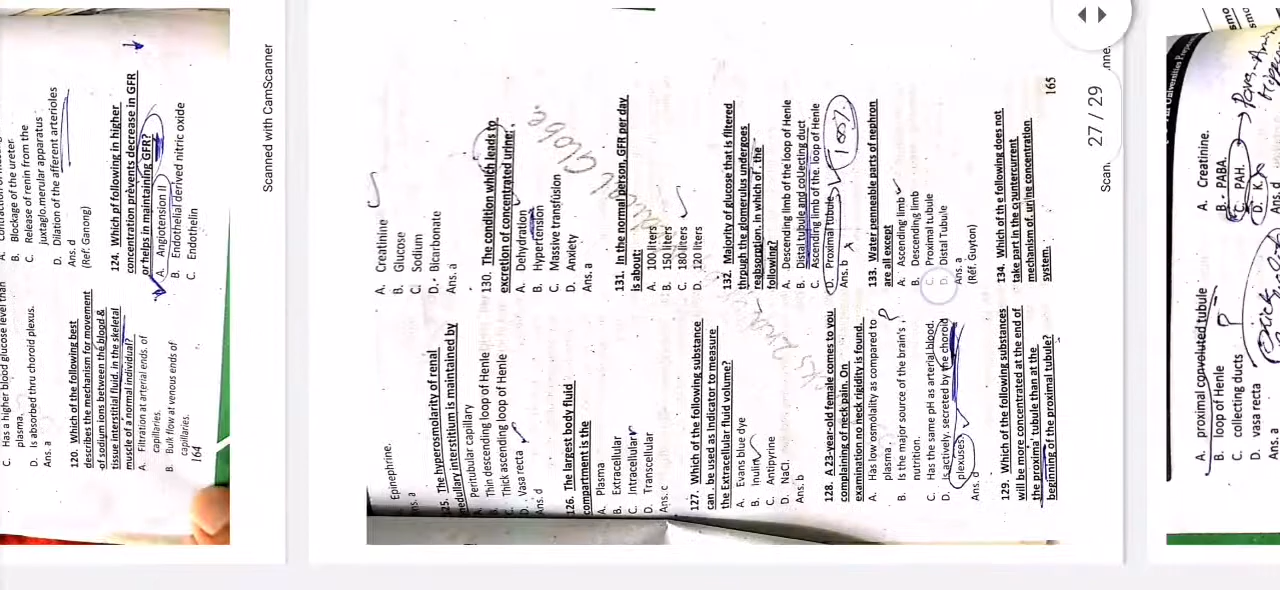 C. Has a higher blood glucose level than
plasma.
D. Is absorbed thru choroid plexus.
Ans. a
120. Which of the following best
describes the mechanism for movement
of sodium between the blood &
tissue interstitial fluid. In the skeletal
muscle of a normal individual?
A. Filtration at arterial ends. of
capillaries.
B. Bulk flow at venous ends of
capillaries.
164
B. Blockage of the ureter
C. Release of renin from the
juxtaglomerular apparatus
D. Dilation of the afferent arterioles
Ans. d
(Ref. Ganong)
124. Which pf following in higher
concentration prevents decrease in GFR
or helps in maintaining GFR?
A. Angiotension II
B. Endothelial derived nitric oxide
C. Endothelin
Scanned with CamScanner
Epinephrine.
125. The hyperosmolarity of renal
medullary interstitium is maintained by
Peritubular capillary
Thin descending loop of Henle
Thick ascending loop of Henle
D. Vasa recta
Ans. d
126. The largest body fluid
compartment is the
A. Plasma
B. Extracellular
C. Intracellular
D. Transcellular
Ans. c
127. Which of the following substance
can be used as Indicator to measure
the Extracellular fluid volume?
A. Evans blue dye
B. Inulin
C. Antipyrine
D. NaCl.
Ans. b
128. A 23-year-old female comes to you
complaining of neck pain. On
examination no neck rigidity is found.
A. Has low osmolality as compared to
plasma.
B. Is the major source of the brain's
nutrition.
C. Has the same pH as arterial blood.
D. is actively. secreted by the choroid
plexuses
Ans. d
129. Which of the following substances
will be more concentrated at the end of
the proxima' tubule than at the
beginning of the proximal tubule?
A. Creatinine
B. Glucose
C. Sodium
D. Bicarbonate
Ans. a
130. The condition which leads to
excretion of concentrated urine:
A. Dehydration
B. Hyperfension
C. Massive transfusion
D. Anxiety
Ans. a
131. In the normal person, GFR per day
is about:
A. 100 liters
B. 150 liters
C. 180 liters
D. 120 liters
132. Majority of glucose that is filtered
through the glomerulus undergoes
reabsorption. in which of. the
following?
A. Descending limb of the loop of Henle
B. Distal tubule and collecting duct
C. Ascending limb of the. loop of Henle
D. Proximal tubule
100%.
Ans. b
133. Water permeable parts of nephron
are all except
A. Ascending limb
B. Descending limb
C. Proximal tubule
D. Distal Tubule
Ans. a
(Ref. Guyton)
134. Which of the following does not
take part in the countercurrent
mechanism of. urine concentration
system.
165
27 / 29
A. proximal convoluted tubule
B. loop of Henle
C. collecting ducts
D. vasa recta
Ans. a
A. Creatinine.
B. PABA.
C. PAH.
D. K
Ans. d